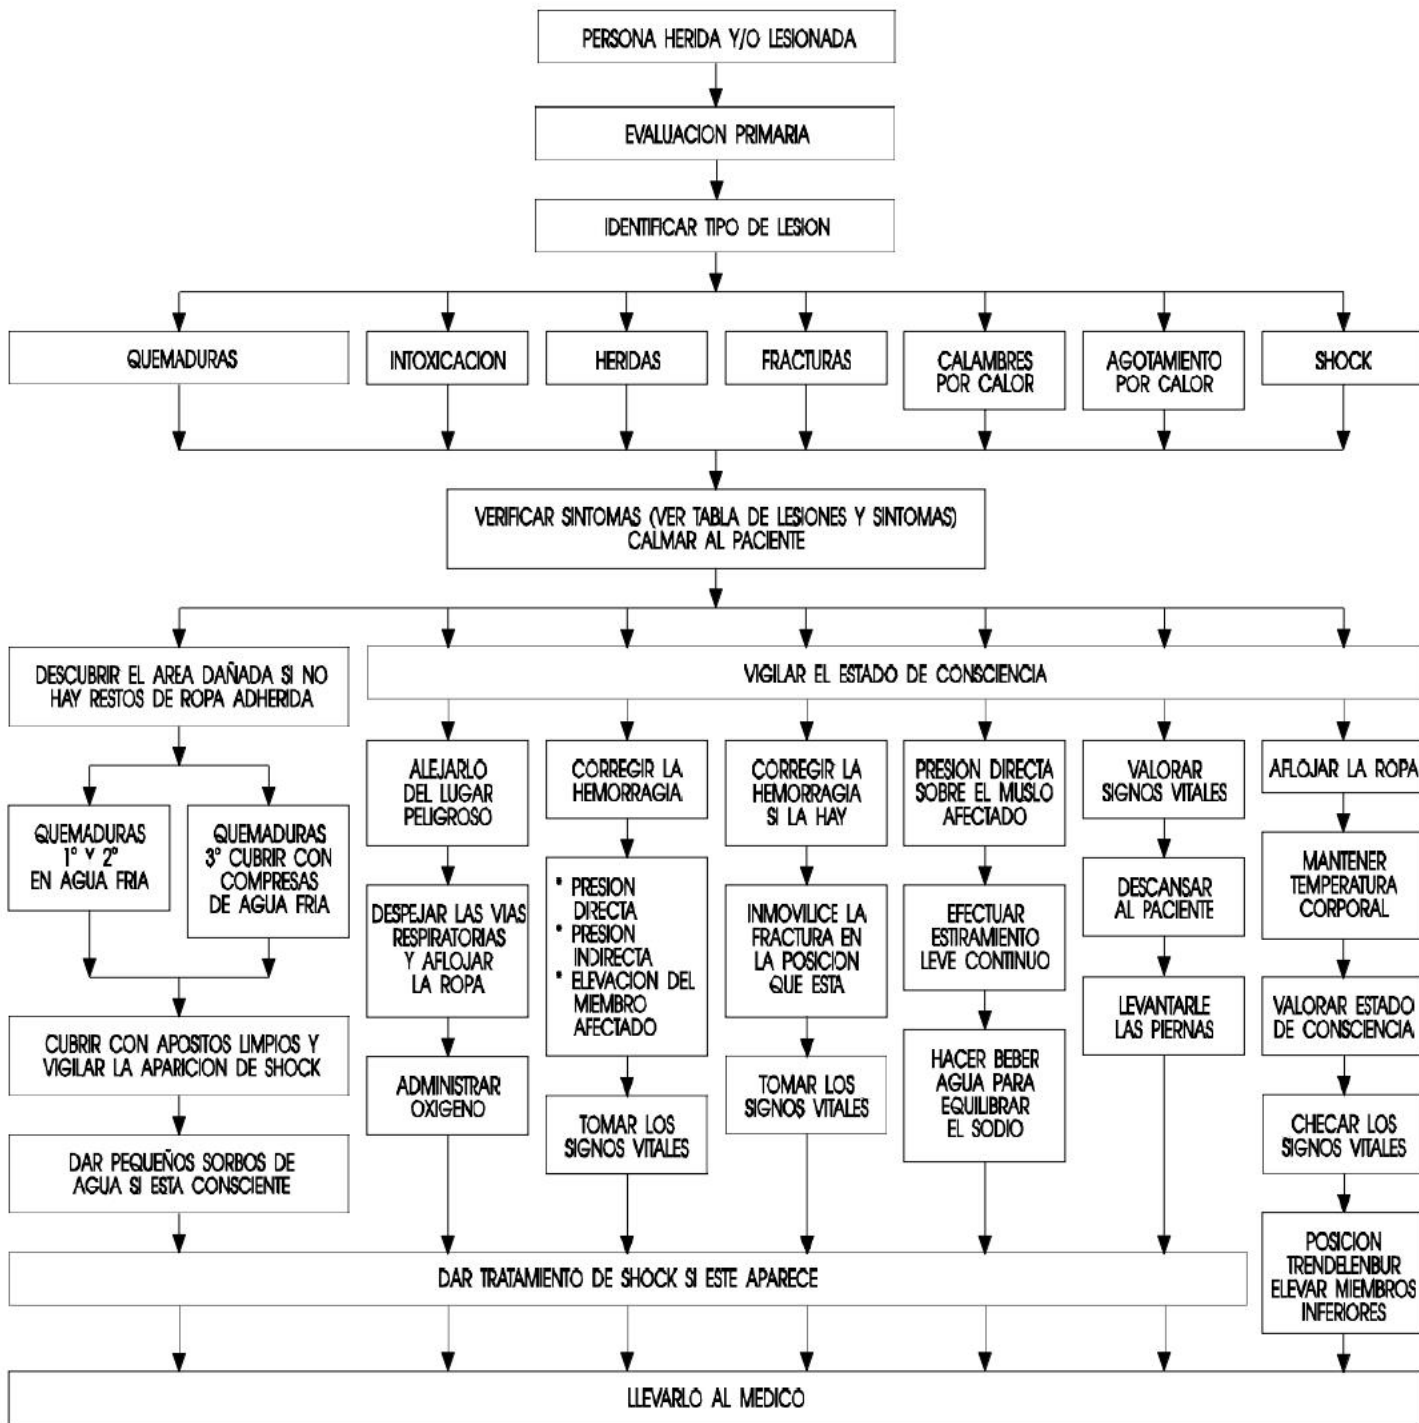 PERSONA HERIDA Y/O LESIONADA
EVALUACION PRIMARIA
IDENTIFICAR TIPO DE LESION
QUEMADURAS
INTOXICACION
HERIDAS
FRACTURAS
CALAMBRES
POR CALOR
AGOTAMIENTO
POR CALOR
SHOCK
VERIFICAR SINTOMAS (VER TABLA DE LESIONES Y SINTOMAS)
CALMAR AL PACIENTE
DESCUBRIR EL AREA DAÑADA SI NO
HAY RESTOS DE ROPA ADHERIDA
VIGILAR EL ESTADO DE CONSCIENCIA
QUEMADURAS
1° Y 2°
EN AGUA FRIA
QUEMADURAS
3° CUBRIR CON
COMPRESAS
DE AGUA FRIA
CUBRIR CON APOSITOS LIMPIOS Y
VIGILAR LA APARICION DE SHOCK
DAR PEQUEÑOS SORBOS DE
AGUA SI ESTA CONSCIENTE
ALEJARLO
DEL LUGAR
PELIGROSO
DESPEJAR LAS VIAS
RESPIRATORIAS
Y AFLOJAR
LA ROPA
ADMINISTRAR
OXIGENO
CORREGIR LA
HEMORRAGIA
* PRESION
DIRECTA
* PRESION
INDIRECTA
* ELEVACION DEL
MIEMBRO
AFECTADO
TOMAR LOS
SIGNOS VITALES
CORREGIR LA
HEMORRAGIA
SI LA HAY
INMOVILICE LA
FRACTURA EN
LA POSICION
QUE ESTA
TOMAR LOS
SIGNOS VITALES
PRESION DIRECTA
SOBRE EL MUSLO
AFECTADO
EFECTUAR
ESTIRAMIENTO
LEVE CONTINUO
HACER BEBER
AGUA PARA
EQUILIBRAR
EL SODIO
VALORAR
SIGNOS VITALES
DESCANSAR
AL PACIENTE
LEVANTARLE
LAS PIERNAS
AFLOJAR LA ROPA
MANTENER
TEMPERATURA
CORPORAL
VALORAR ESTADO
DE CONSCIENCIA
CHECAR LOS
SIGNOS VITALES
POSICION
TRENDELENBUR
ELEVAR MIEMBROS
INFERIORES
DAR TRATAMIENTO DE SHOCK SI ESTE APARECE
LLEVARLO AL MEDICO